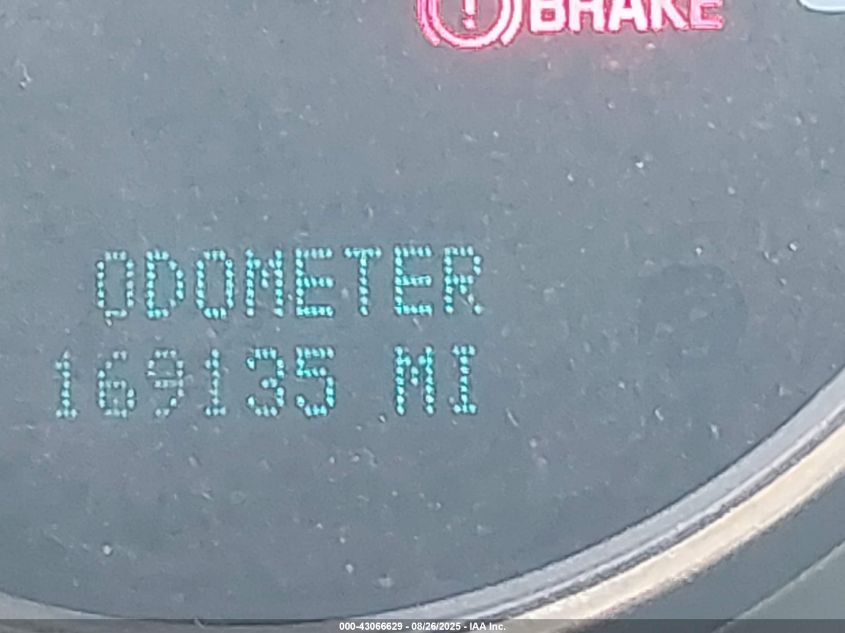 BRAKE
ODOMETER
169135 MI
000-43066629 - 08/26/2025 - IAA Inc.